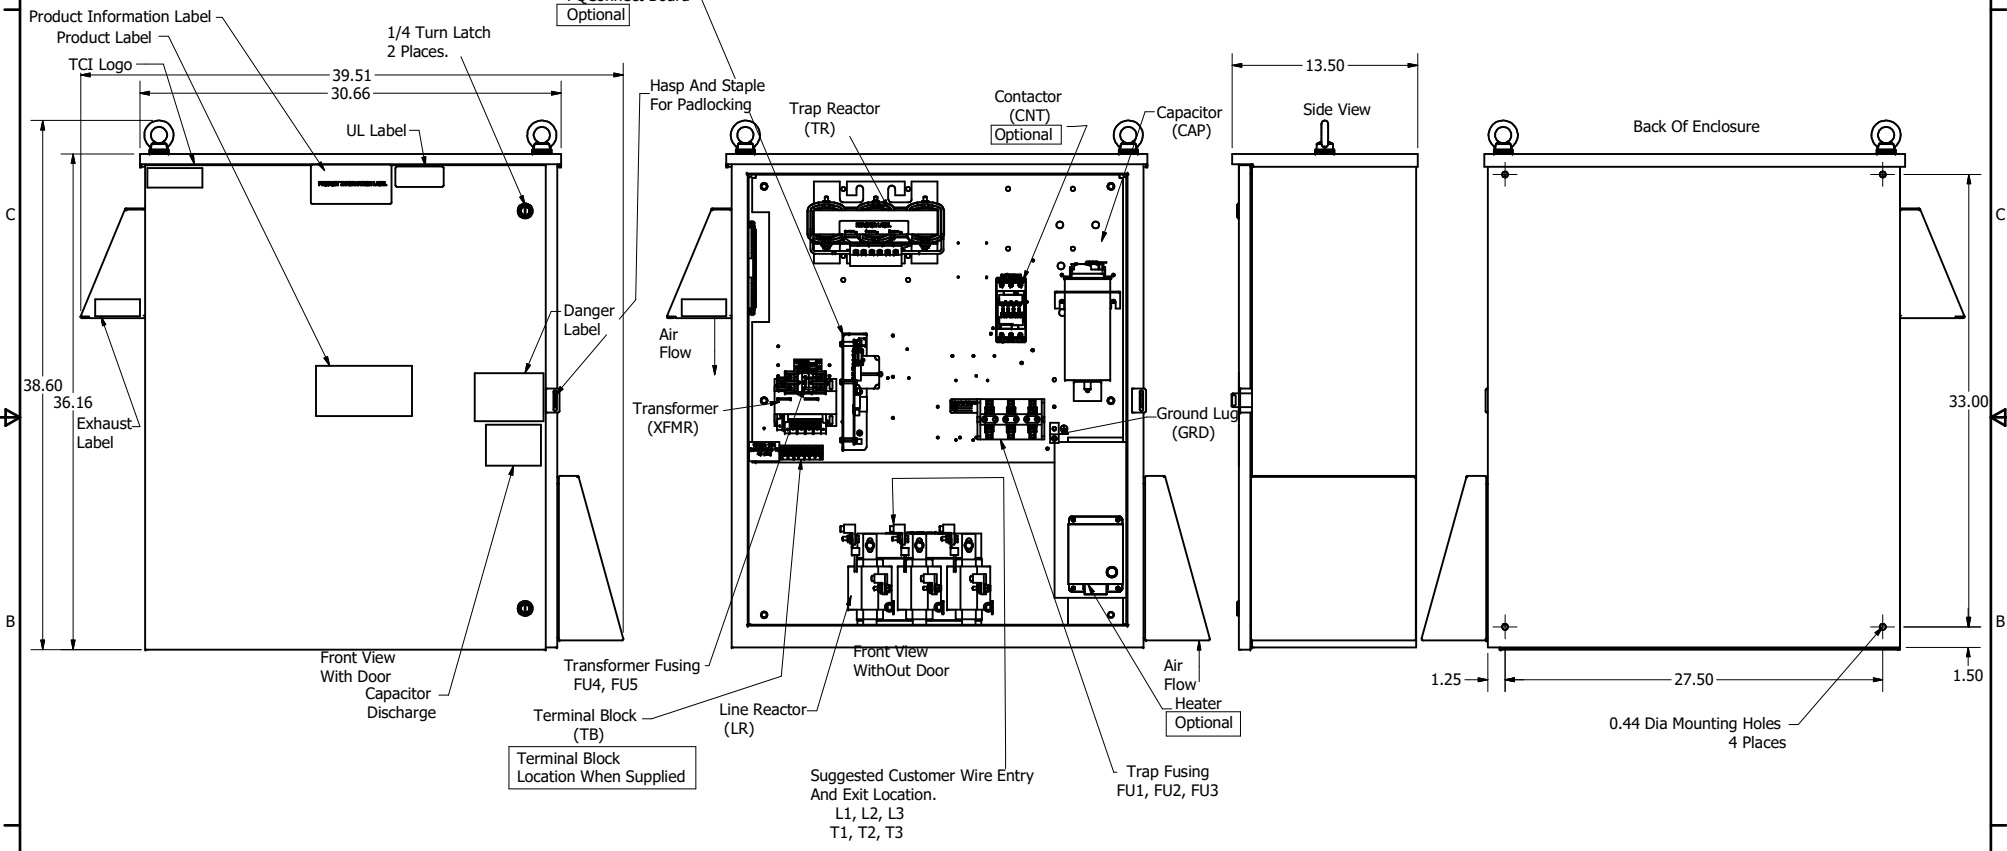 PQConnect Board
Optional
Product Information Label
Product Label
TCI Logo
1/4 Turn Latch
2 Places.
39.51
30.66
UL Label
Hasp And Staple
For Padlocking
Trap Reactor
(TR)
Contactor
(CNT)
Optional
Capacitor
(CAP)
13.50
Side View
Back Of Enclosure
C
C
PRODUCT INFORMATION LABEL
Danger
Label
Air
Flow
38.60
36.16
Exhaust
Label
Transformer
(XFMR)
Ground Lug
(GRD)
33.00
B
B
Front View
With Door
Capacitor
Discharge
Transformer Fusing
FU4, FU5
Terminal Block
(TB)
Terminal Block
Location When Supplied
Line Reactor
(LR)
Front View
WithOut Door
Air
Flow
Heater
Optional
1.25
27.50
1.50
0.44 Dia Mounting Holes
4 Places
Suggested Customer Wire Entry
And Exit Location.
L1, L2, L3
T1, T2, T3
Trap Fusing
FU1, FU2, FU3